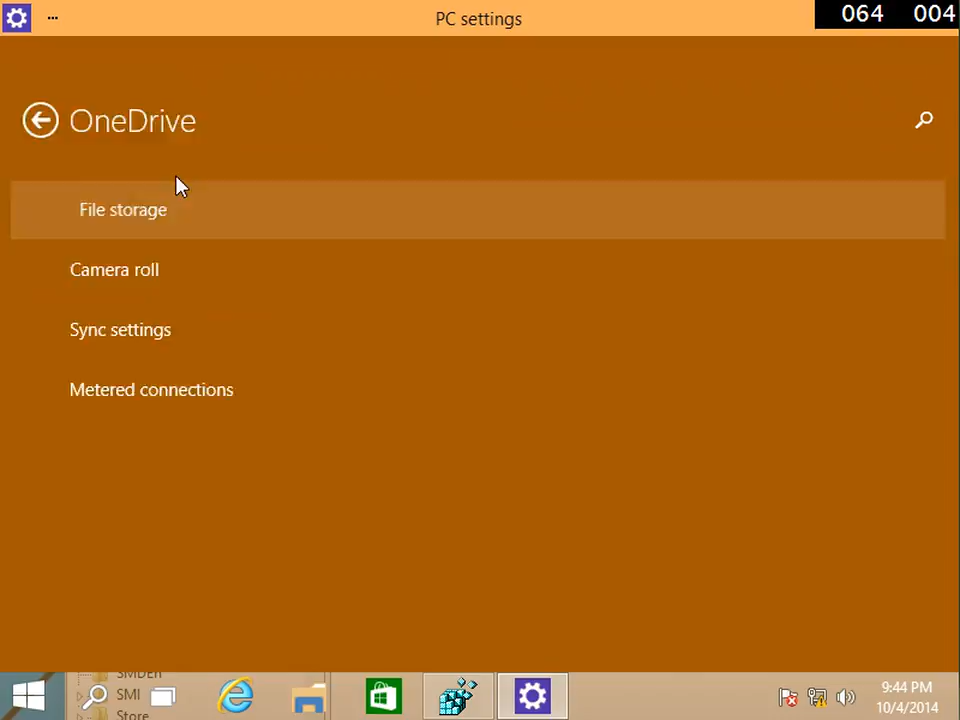 PC settings
064 004
OneDrive
File storage
Camera roll
Sync settings
Metered connections
SMDEn
SMI
Store
9:44 PM
10/4/2014